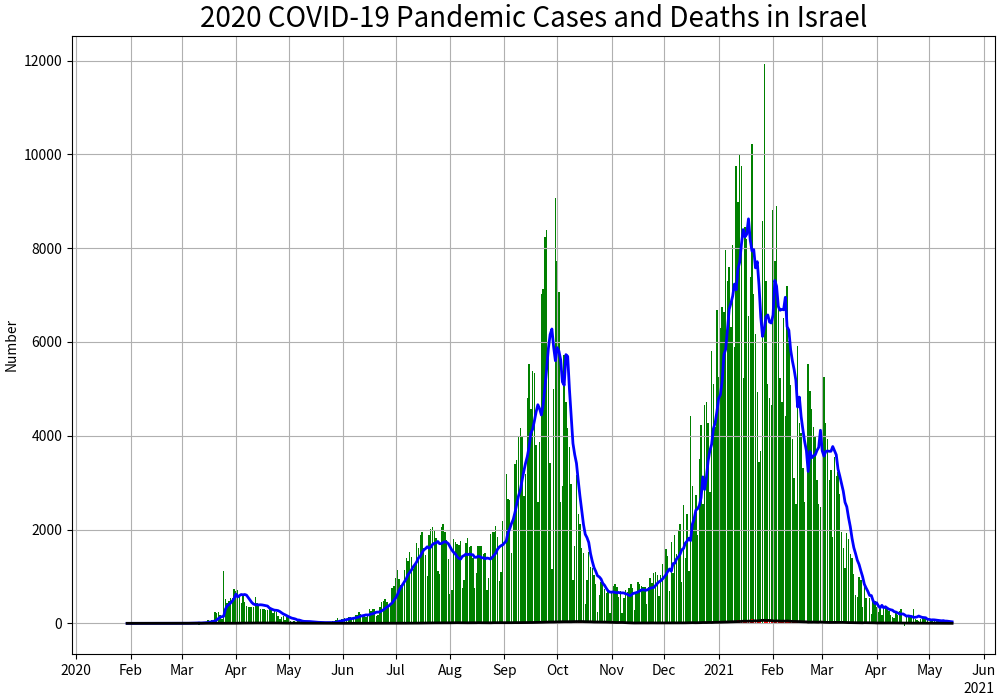 2020 COVID-19 Pandemic Cases and Deaths in Israel
Number
12000
10000
8000
6000
4000
2000
0
2020 Feb Mar Apr May Jun Jul Aug Sep Oct Nov Dec 2021 Feb Mar Apr May Jun
2021